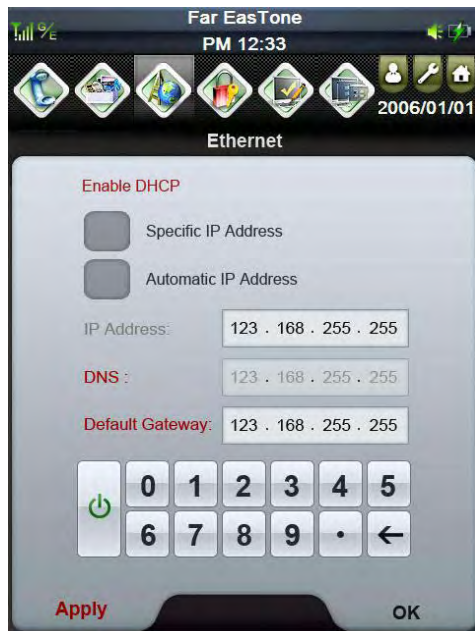 Far EasTone
G/E
PM 12:33
2006/01/01
Ethernet
Enable DHCP
Specific IP Address
Automatic IP Address
IP Address: 123 . 168 . 255 . 255
DNS : 123 . 168 . 255 . 255
Default Gateway: 123 . 168 . 255 . 255
0 1 2 3 4 5
6 7 8 9 .
Apply OK